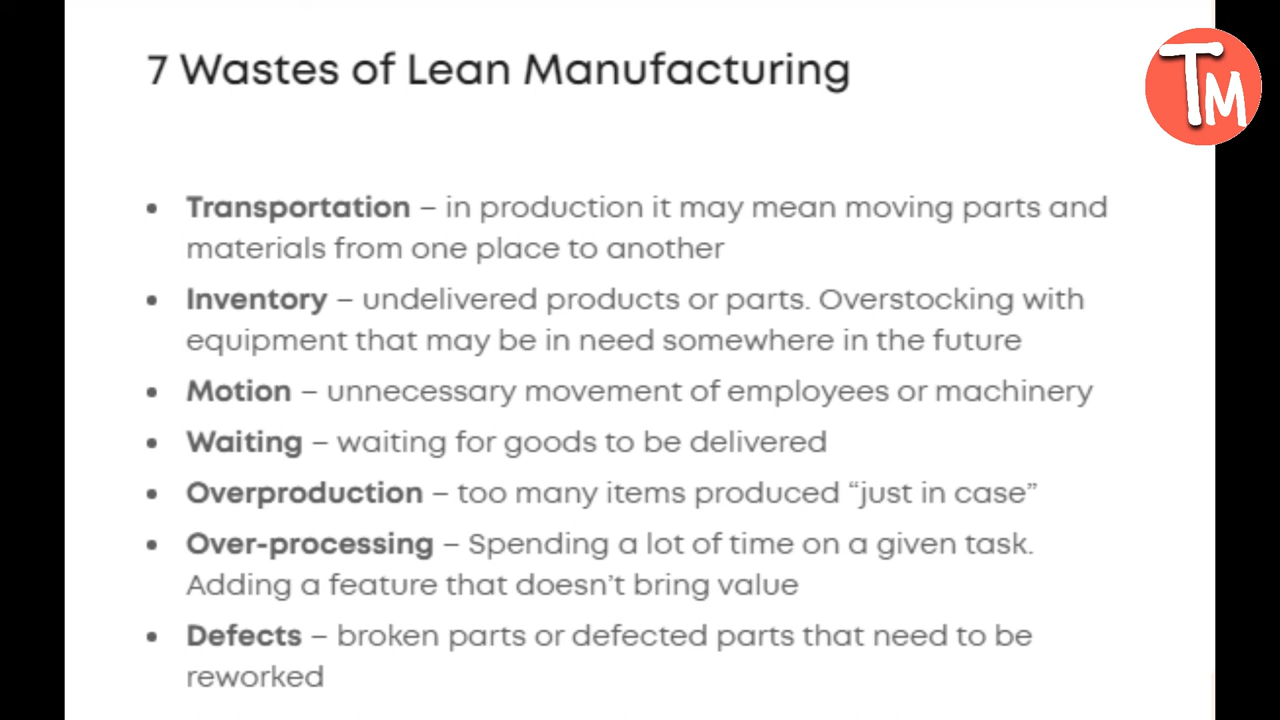 7 Wastes of Lean Manufacturing
TM
• Transportation – in production it may mean moving parts and
materials from one place to another
• Inventory – undelivered products or parts. Overstocking with
equipment that may be in need somewhere in the future
• Motion – unnecessary movement of employees or machinery
• Waiting – waiting for goods to be delivered
• Overproduction – too many items produced “just in case”
• Over-processing – Spending a lot of time on a given task.
Adding a feature that doesn’t bring value
• Defects – broken parts or defected parts that need to be
reworked